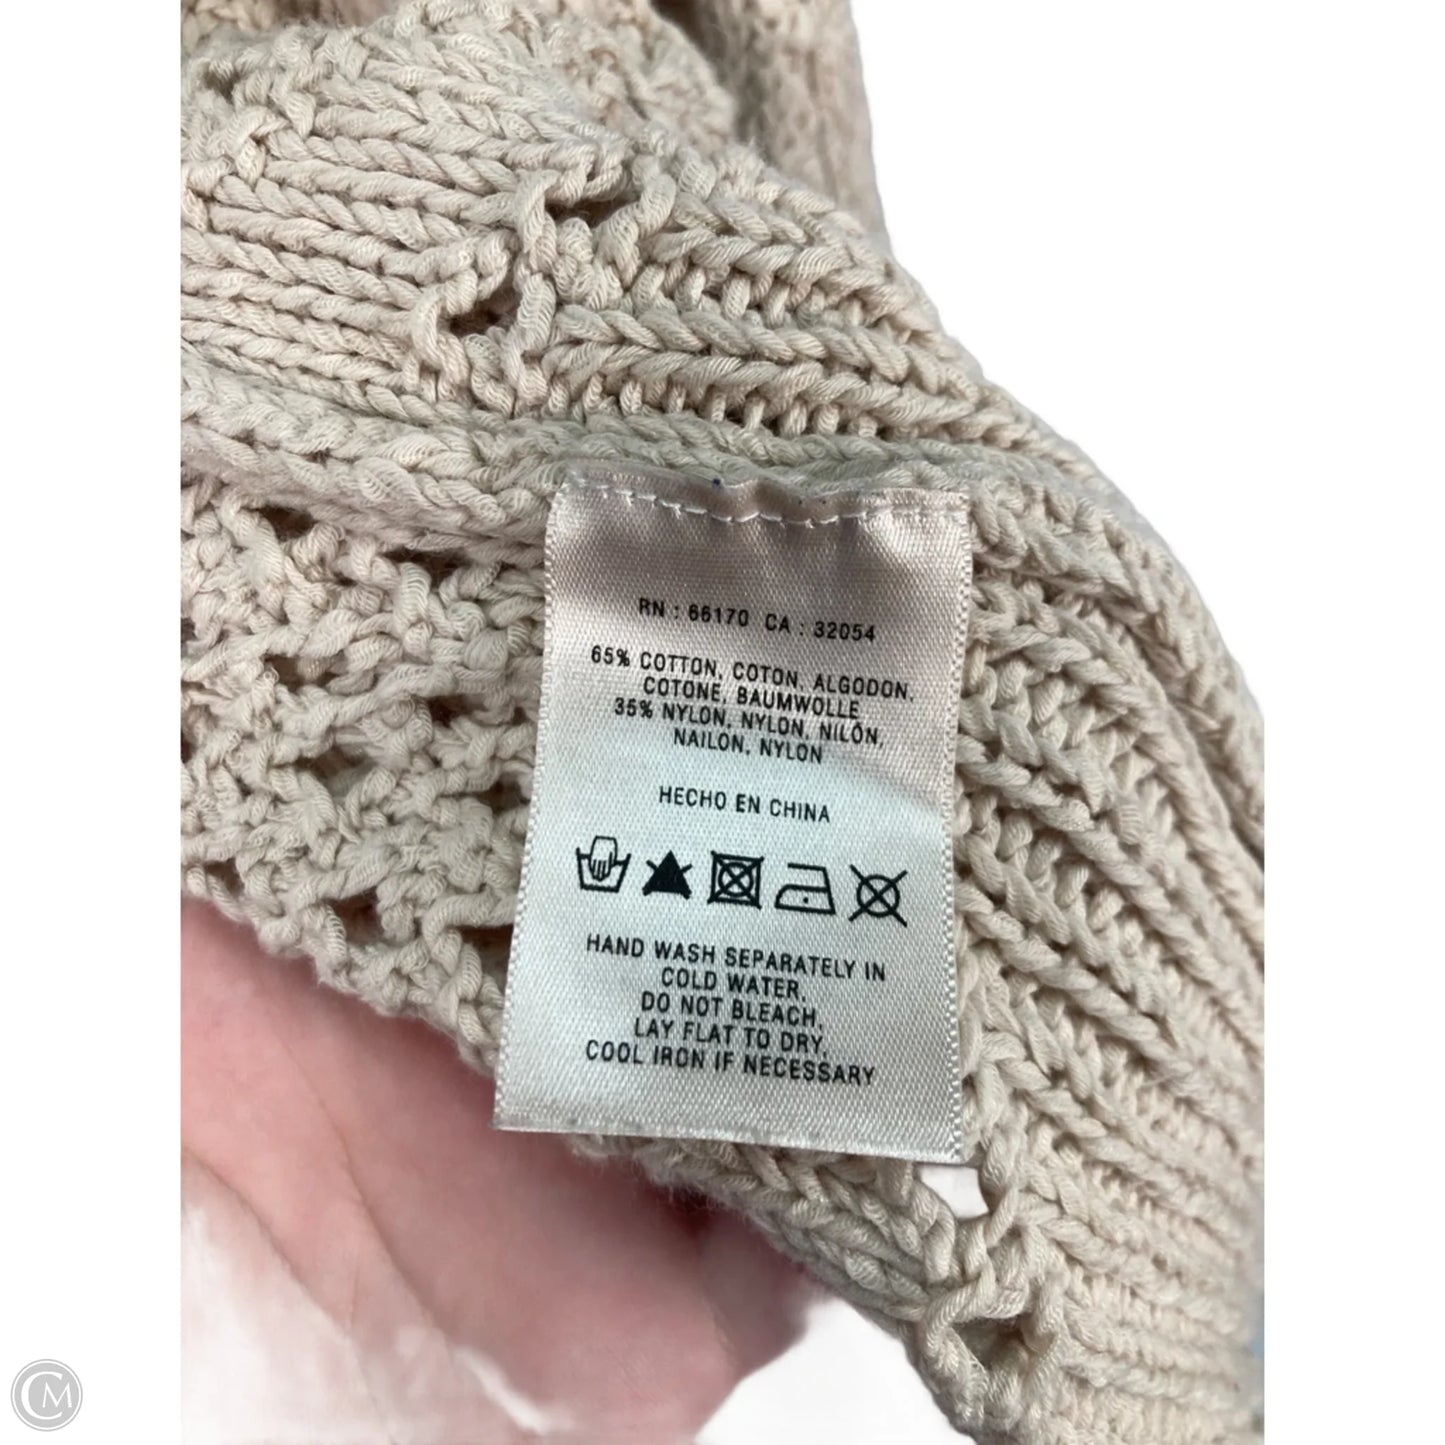 RN : 66170 CA : 32054
65% COTTON, COTON, ALGODON,
COTONE, BAUMWOLLE
35% NYLON, NYLON, NILÓN,
NAILON, NYLON
HECHO EN CHINA
HAND WASH SEPARATELY IN
COLD WATER,
DO NOT BLEACH,
LAY FLAT TO DRY,
COOL IRON IF NECESSARY
CM